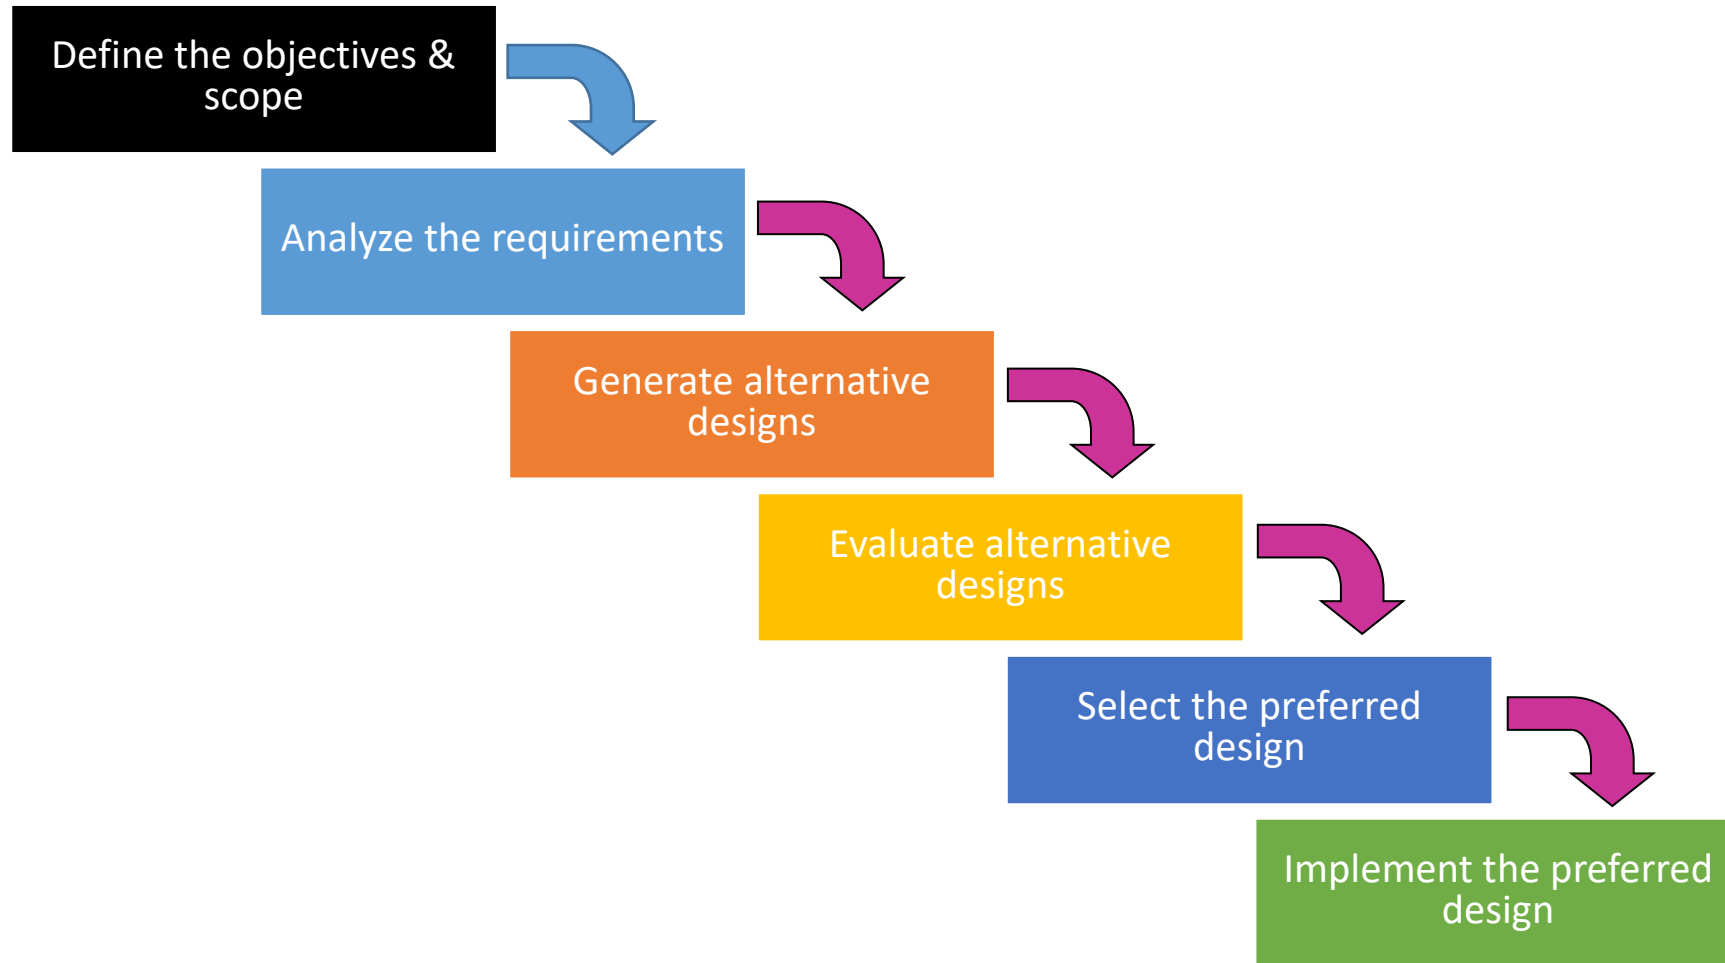 Define the objectives &
scope
Analyze the requirements
Generate alternative
designs
Evaluate alternative
designs
Select the preferred
design
Implement the preferred
design